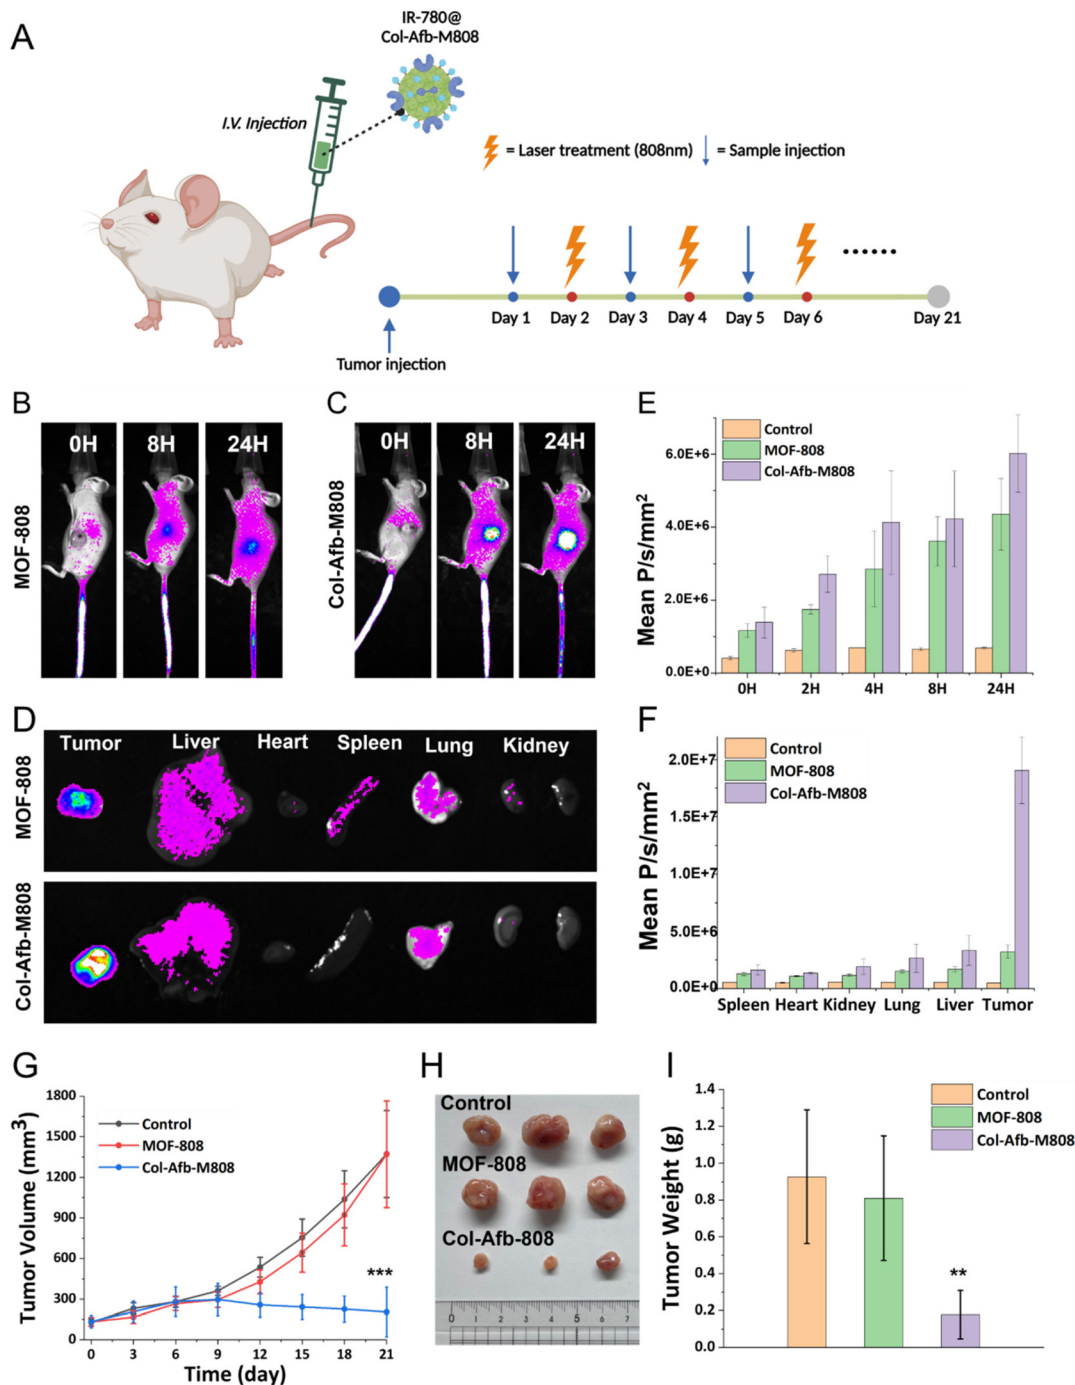 A
IR-780@
Col-Afb-M808
I.V. Injection
= Laser treatment (808nm) = Sample injection
Day 1 Day 2 Day 3 Day 4 Day 5 Day 6 Day 21
Tumor injection
B
0H 8H 24H
MOF-808
C
0H 8H 24H
Col-Afb-M808
E
Control
MOF-808
Col-Afb-M808
Mean P/s/mm²
6.0E+6
4.0E+6
2.0E+6
0.0E+0
0H 2H 4H 8H 24H
D
Tumor Liver Heart Spleen Lung Kidney
MOF-808
Col-Afb-M808
F
Control
MOF-808
Col-Afb-M808
Mean P/s/mm²
2.0E+7
1.5E+7
1.0E+7
5.0E+6
0.0E+0
Spleen Heart Kidney Lung Liver Tumor
G
Tumor Volume (mm³)
1800
1500
1200
900
600
300
0
Control
MOF-808
Col-Afb-M808
***
0 3 6 9 12 15 18 21
Time (day)
H
Control
MOF-808
Col-Afb-808
0 1 2 3 4 5 6 7
I
Tumor Weight (g)
1.4
1.2
1.0
0.8
0.6
0.4
0.2
0.0
Control
MOF-808
Col-Afb-M808
**